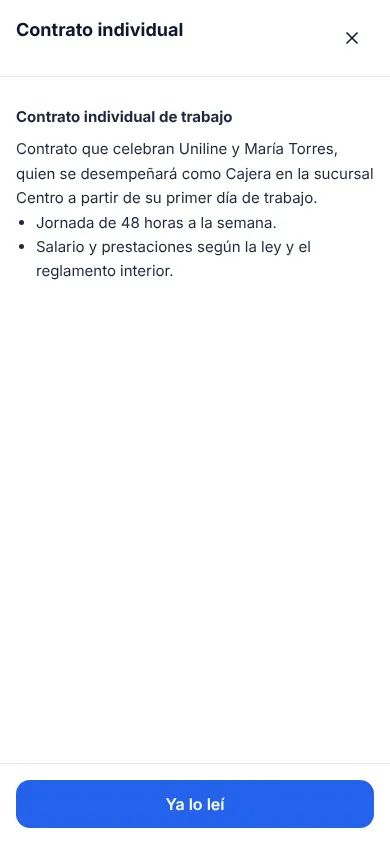 Contrato individual
Contrato individual de trabajo
Contrato que celebran Uniline y María Torres,
quien se desempeñará como Cajera en la sucursal
Centro a partir de su primer día de trabajo.
• Jornada de 48 horas a la semana.
• Salario y prestaciones según la ley y el
reglamento interior.
Ya lo leí